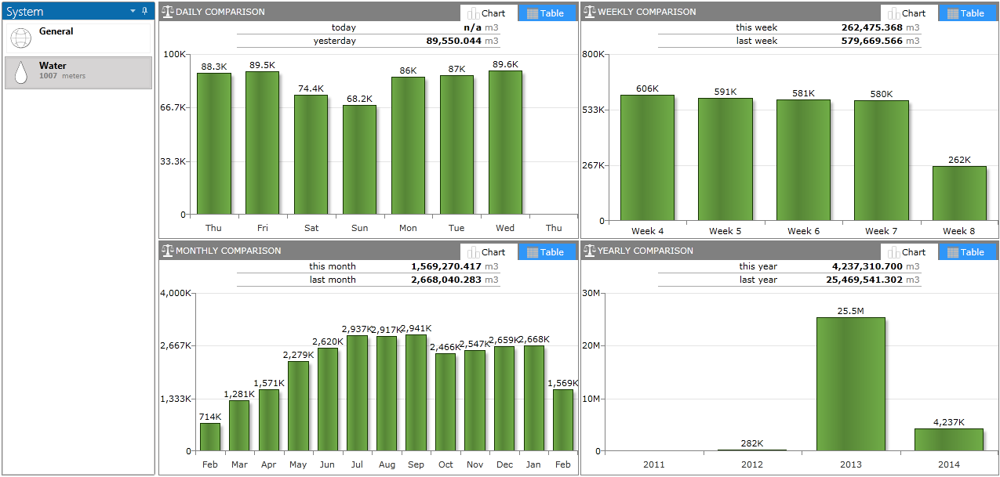 System
General
Water
1007 meters
DAILY COMPARISON
Chart
Table
today n/a m3
yesterday 89,550.044 m3
100K
66.7K
33.3K
0
88.3K 89.5K 74.4K 68.2K 86K 87K 89.6K
Thu Fri Sat Sun Mon Tue Wed Thu
WEEKLY COMPARISON
Chart
Table
this week 262,475.368 m3
last week 579,669.566 m3
800K
533K
267K
0
606K 591K 581K 580K 262K
Week 4 Week 5 Week 6 Week 7 Week 8
MONTHLY COMPARISON
Chart
Table
this month 1,569,270.417 m3
last month 2,668,040.283 m3
4,000K
2,667K
1,333K
0
714K 1,281K 1,571K 2,279K 2,620K 2,937K 2,917K 2,941K 2,466K 2,547K 2,659K 2,668K 1,569K
Feb Mar Apr May Jun Jul Aug Sep Oct Nov Dec Jan Feb
YEARLY COMPARISON
Chart
Table
this year 4,237,310.700 m3
last year 25,469,541.302 m3
30M
20M
10M
0
282K 25.5M 4,237K
2011 2012 2013 2014